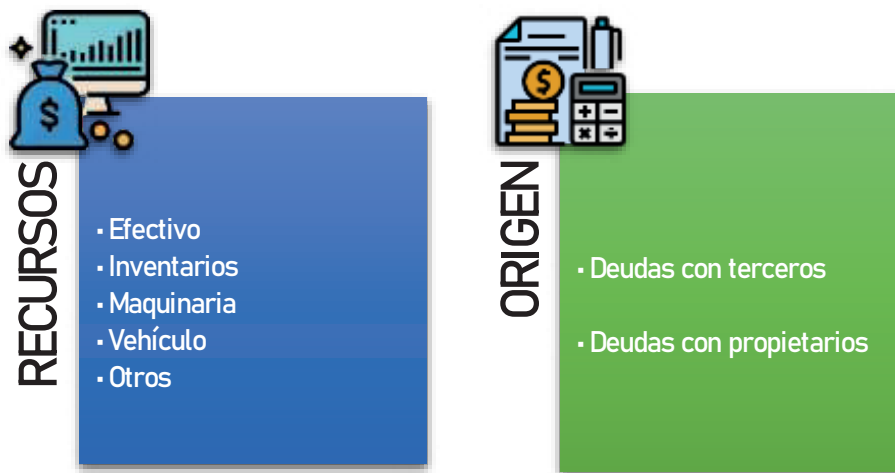 RECURSOS
▪ Efectivo
▪ Inventarios
▪ Maquinaria
▪ Vehículo
▪ Otros
ORIGEN
▪ Deudas con terceros
▪ Deudas con propietarios
$
$